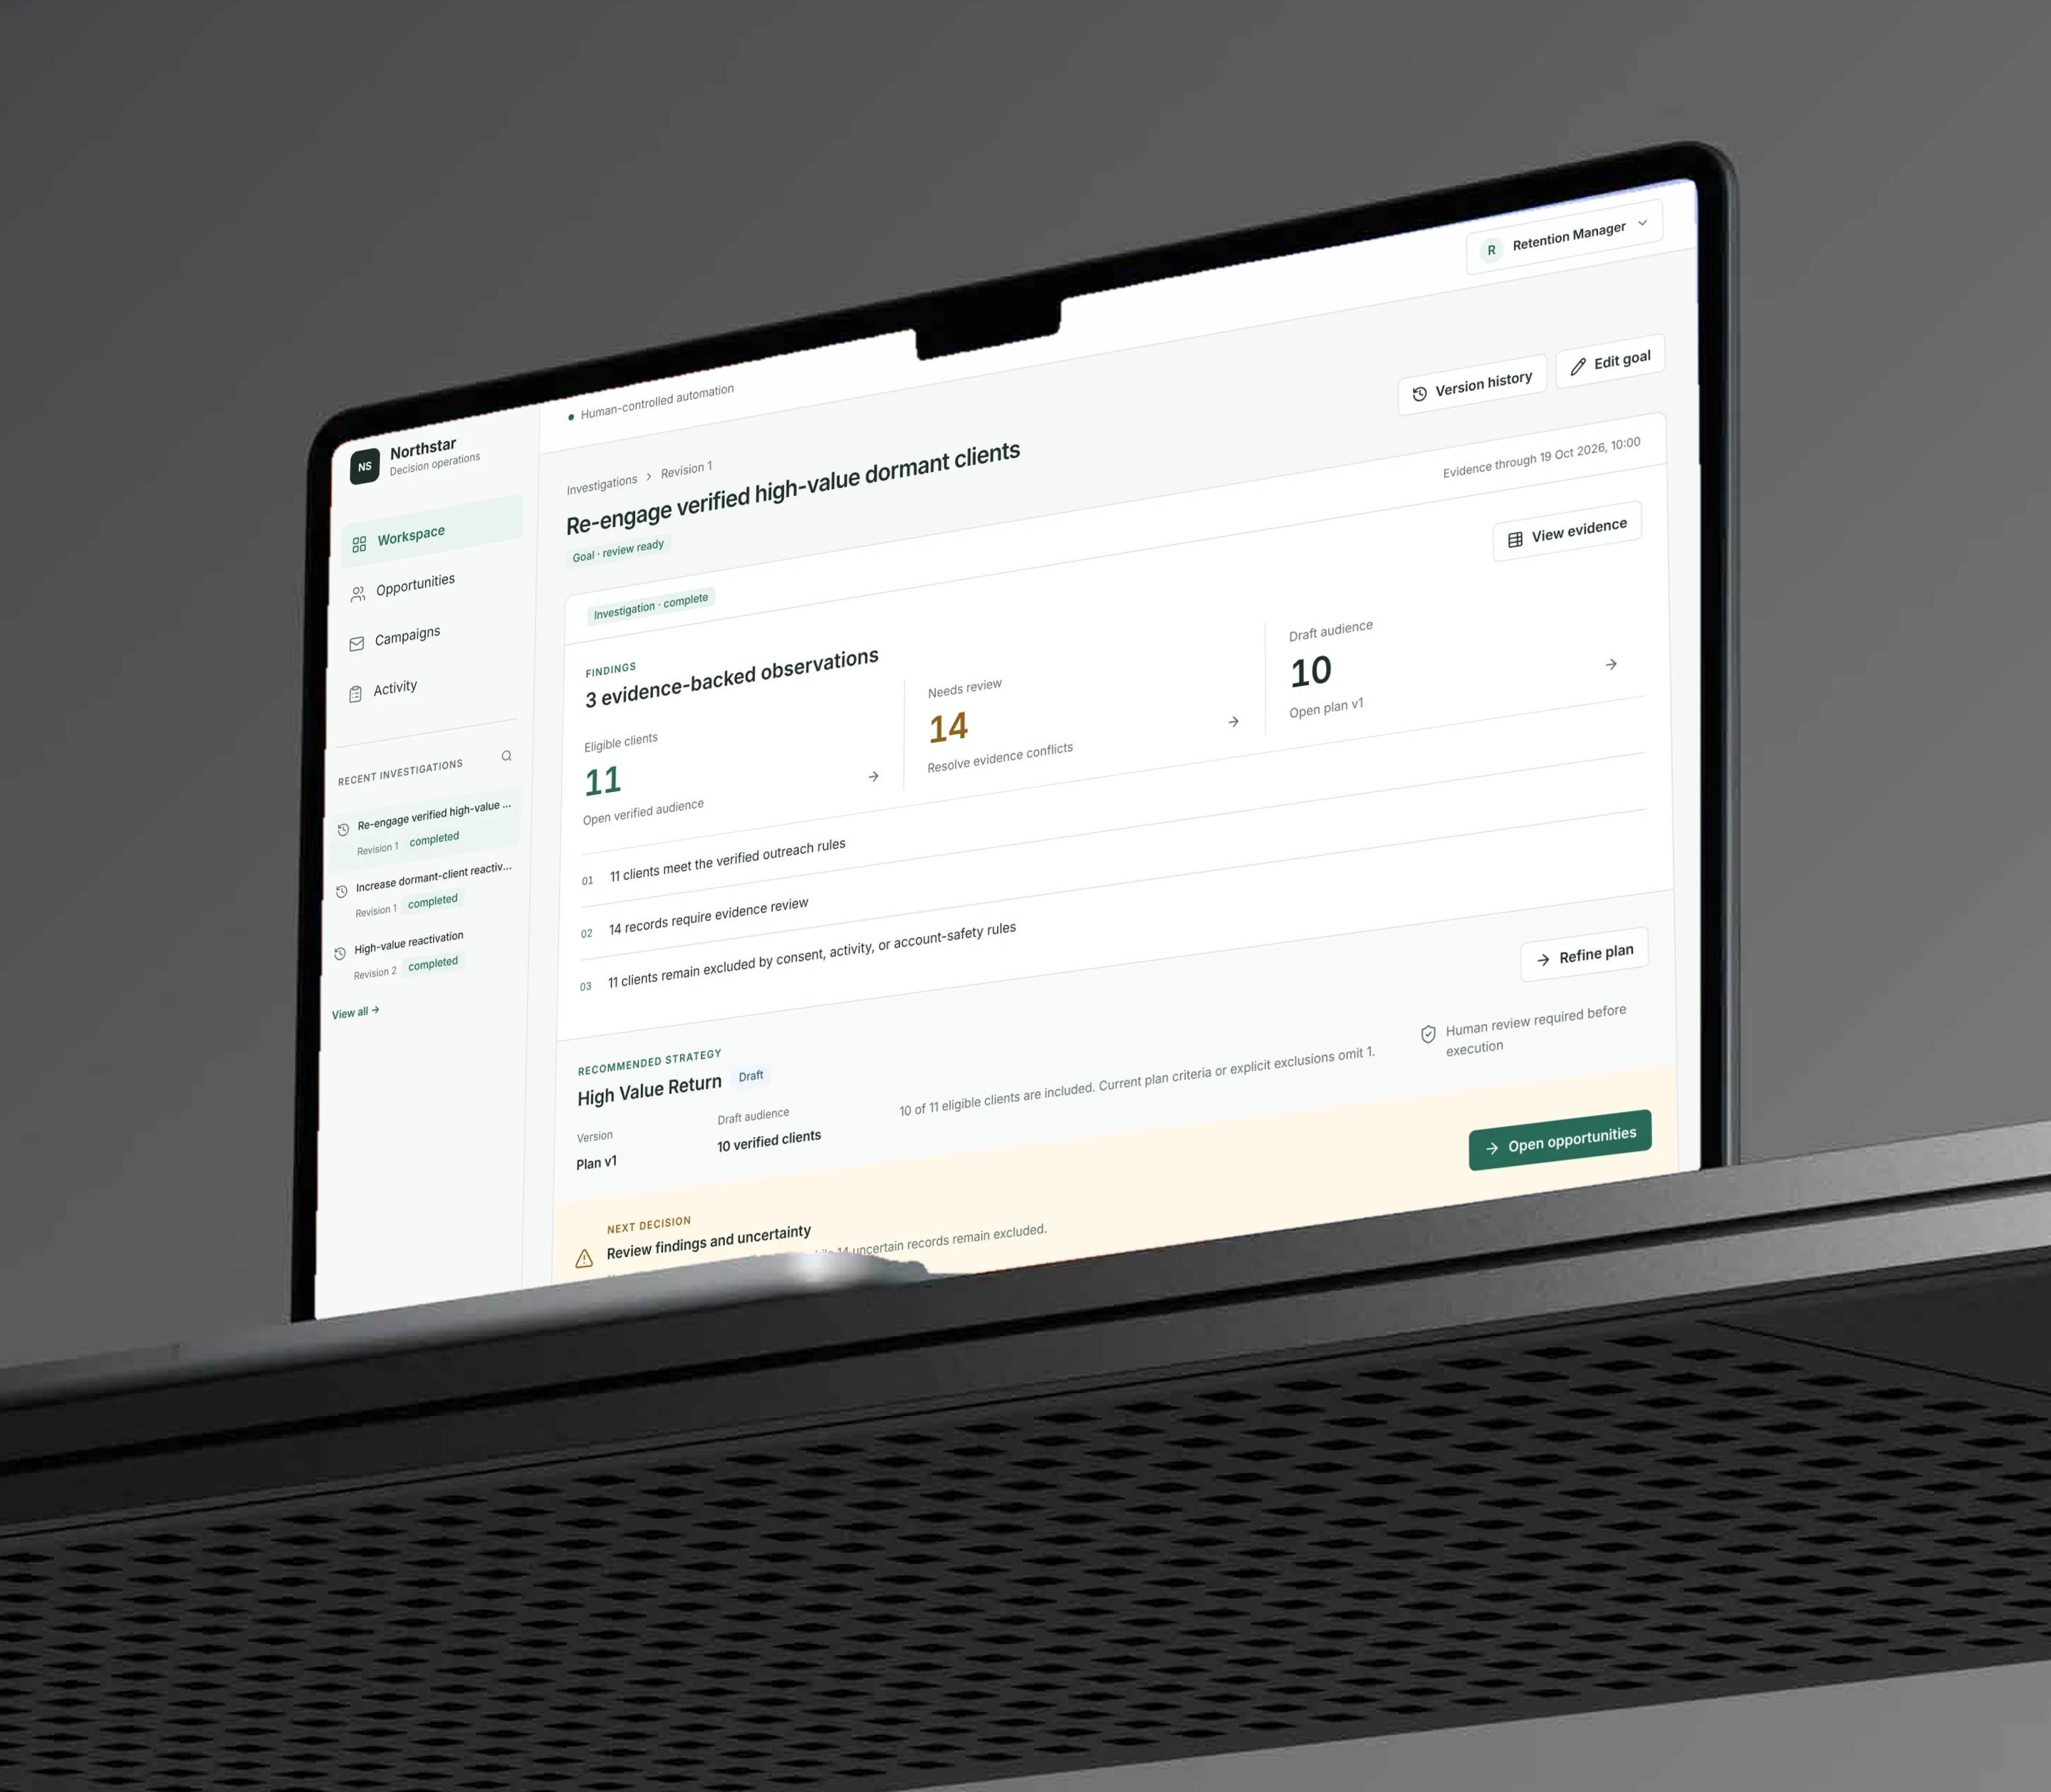 NS
Northstar
Decision operations
Workspace
Opportunities
Campaigns
Activity
RECENT INVESTIGATIONS
Re-engage verified high-value ...
Revision 1 completed
Increase dormant-client reactiv...
Revision 1 completed
High-value reactivation
Revision 2 completed
View all →
Human-controlled automation
R Retention Manager
Investigations > Revision 1
Re-engage verified high-value dormant clients
Goal · review ready
Version history
Edit goal
Investigation · complete
Evidence through 19 Oct 2026, 10:00
FINDINGS
3 evidence-backed observations
View evidence
Eligible clients
11
Open verified audience
Needs review
14
Resolve evidence conflicts
Draft audience
10
Open plan v1
01 11 clients meet the verified outreach rules
02 14 records require evidence review
03 11 clients remain excluded by consent, activity, or account-safety rules
RECOMMENDED STRATEGY
High Value Return Draft
Refine plan
Version
Plan v1
Draft audience
10 verified clients
10 of 11 eligible clients are included. Current plan criteria or explicit exclusions omit 1.
Human review required before
execution
NEXT DECISION
Review findings and uncertainty
14 uncertain records remain excluded.
Open opportunities